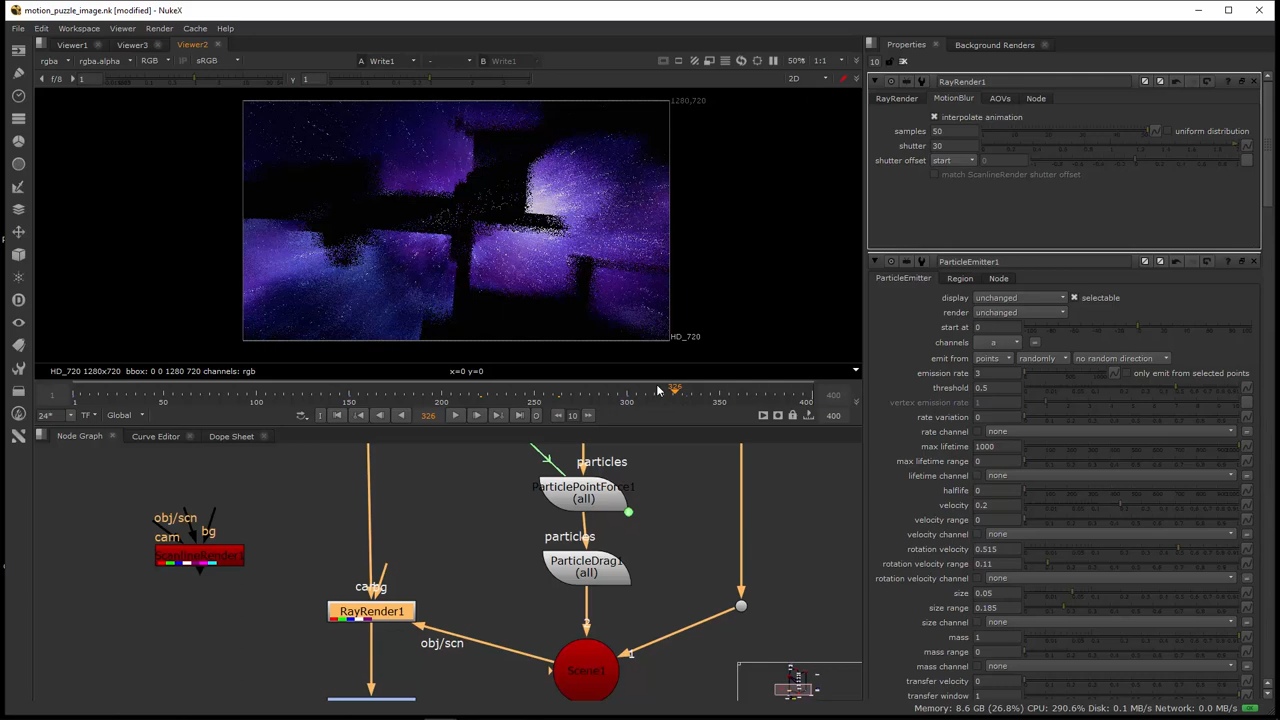 motion_puzzle_image.nk [modified] - NukeX
File Edit Workspace Viewer Render Cache Help
Viewer1 Viewer3 Viewer2
rgba rgba.alpha RGB IP sRGB A Write1 - B Write1 50% 1:1
f/8 1 y 1 2D
1280,720
HD_720
HD_720 1280x720 bbox: 0 0 1280 720 channels: rgb x=0 y=0
326
1 1 50 100 150 200 250 300 350 400 400
24* TF Global 326 10 400
Node Graph Curve Editor Dope Sheet
particles
ParticlePointForce1
(all)
particles
ParticleDrag1
(all)
obj/scn
bg
cam
ScanlineRender1
RayRender1
obj/scn
2
1
Scene1
Properties Background Renders
10
RayRender1
RayRender MotionBlur AOVs Node
interpolate animation
samples 50 uniform distribution
shutter 30
shutter offset start 0
match ScanlineRender shutter offset
ParticleEmitter1
ParticleEmitter Region Node
display unchanged selectable
render unchanged
start at 0
channels a
emit from points randomly no random direction
emission rate 3 only emit from selected points
threshold 0.5
vertex emission rate 1
rate variation 0
rate channel none
max lifetime 1000
max lifetime range 0
lifetime channel none
halflife 0
velocity 0.2
velocity range 0
velocity channel none
rotation velocity 0.515
rotation velocity range 0.11
rotation velocity channel none
size 0.05
size range 0.185
size channel none
mass 1
mass range 0
mass channel none
transfer velocity 0
transfer window 1
Memory: 8.6 GB (26.8%) CPU: 290.6% Disk: 0.1 MB/s Network: 0.0 MB/s